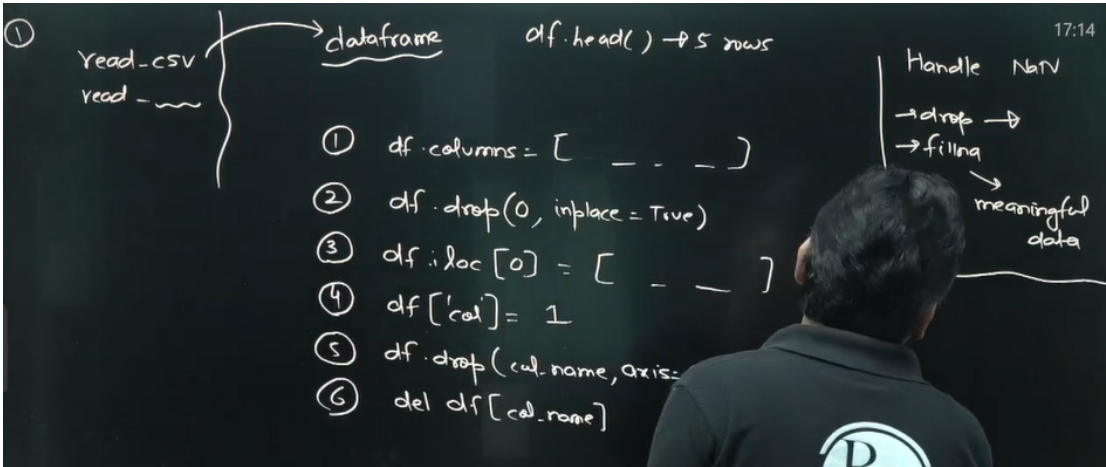 ①
read_csv
read _
dataframe
df.head() → 5 rows
17:14
Handle NaN
→ drop →
→ fillna
meaningful
data
① df.columns = [ _ _ _ ]
② df.drop(0, inplace = True)
③ df.iloc[0] = [ _ _ ]
④ df['col'] = 1
⑤ df.drop(col_name, axis=
⑥ del df[col_name]
P